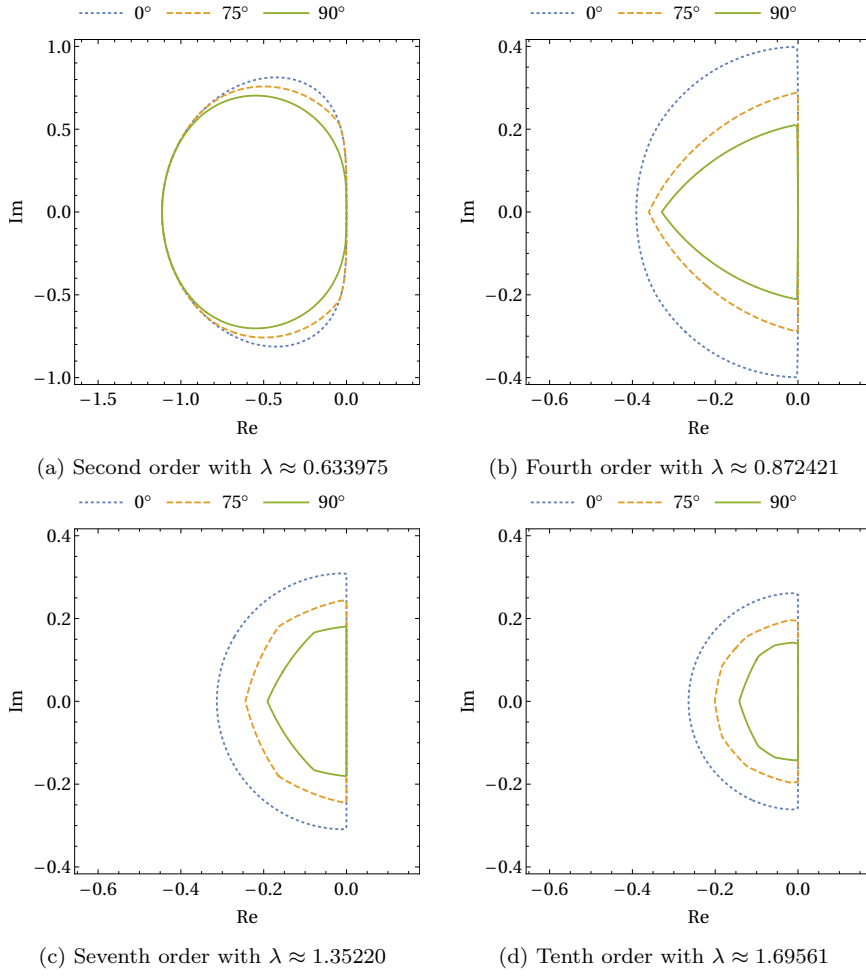 0° 75° 90° 0° 75° 90°
1.0 0.4
0.5 0.2
Im 0.0 Im 0.0
−0.5 −0.2
−1.0 −0.4
−1.5 −1.0 −0.5 0.0 −0.6 −0.4 −0.2 0.0
Re Re
(a) Second order with λ ≈ 0.633975 (b) Fourth order with λ ≈ 0.872421
0° 75° 90° 0° 75° 90°
0.4 0.4
0.2 0.2
Im 0.0 Im 0.0
−0.2 −0.2
−0.4 −0.4
−0.6 −0.4 −0.2 0.0 −0.6 −0.4 −0.2 0.0
Re Re
(c) Seventh order with λ ≈ 1.35220 (d) Tenth order with λ ≈ 1.69561